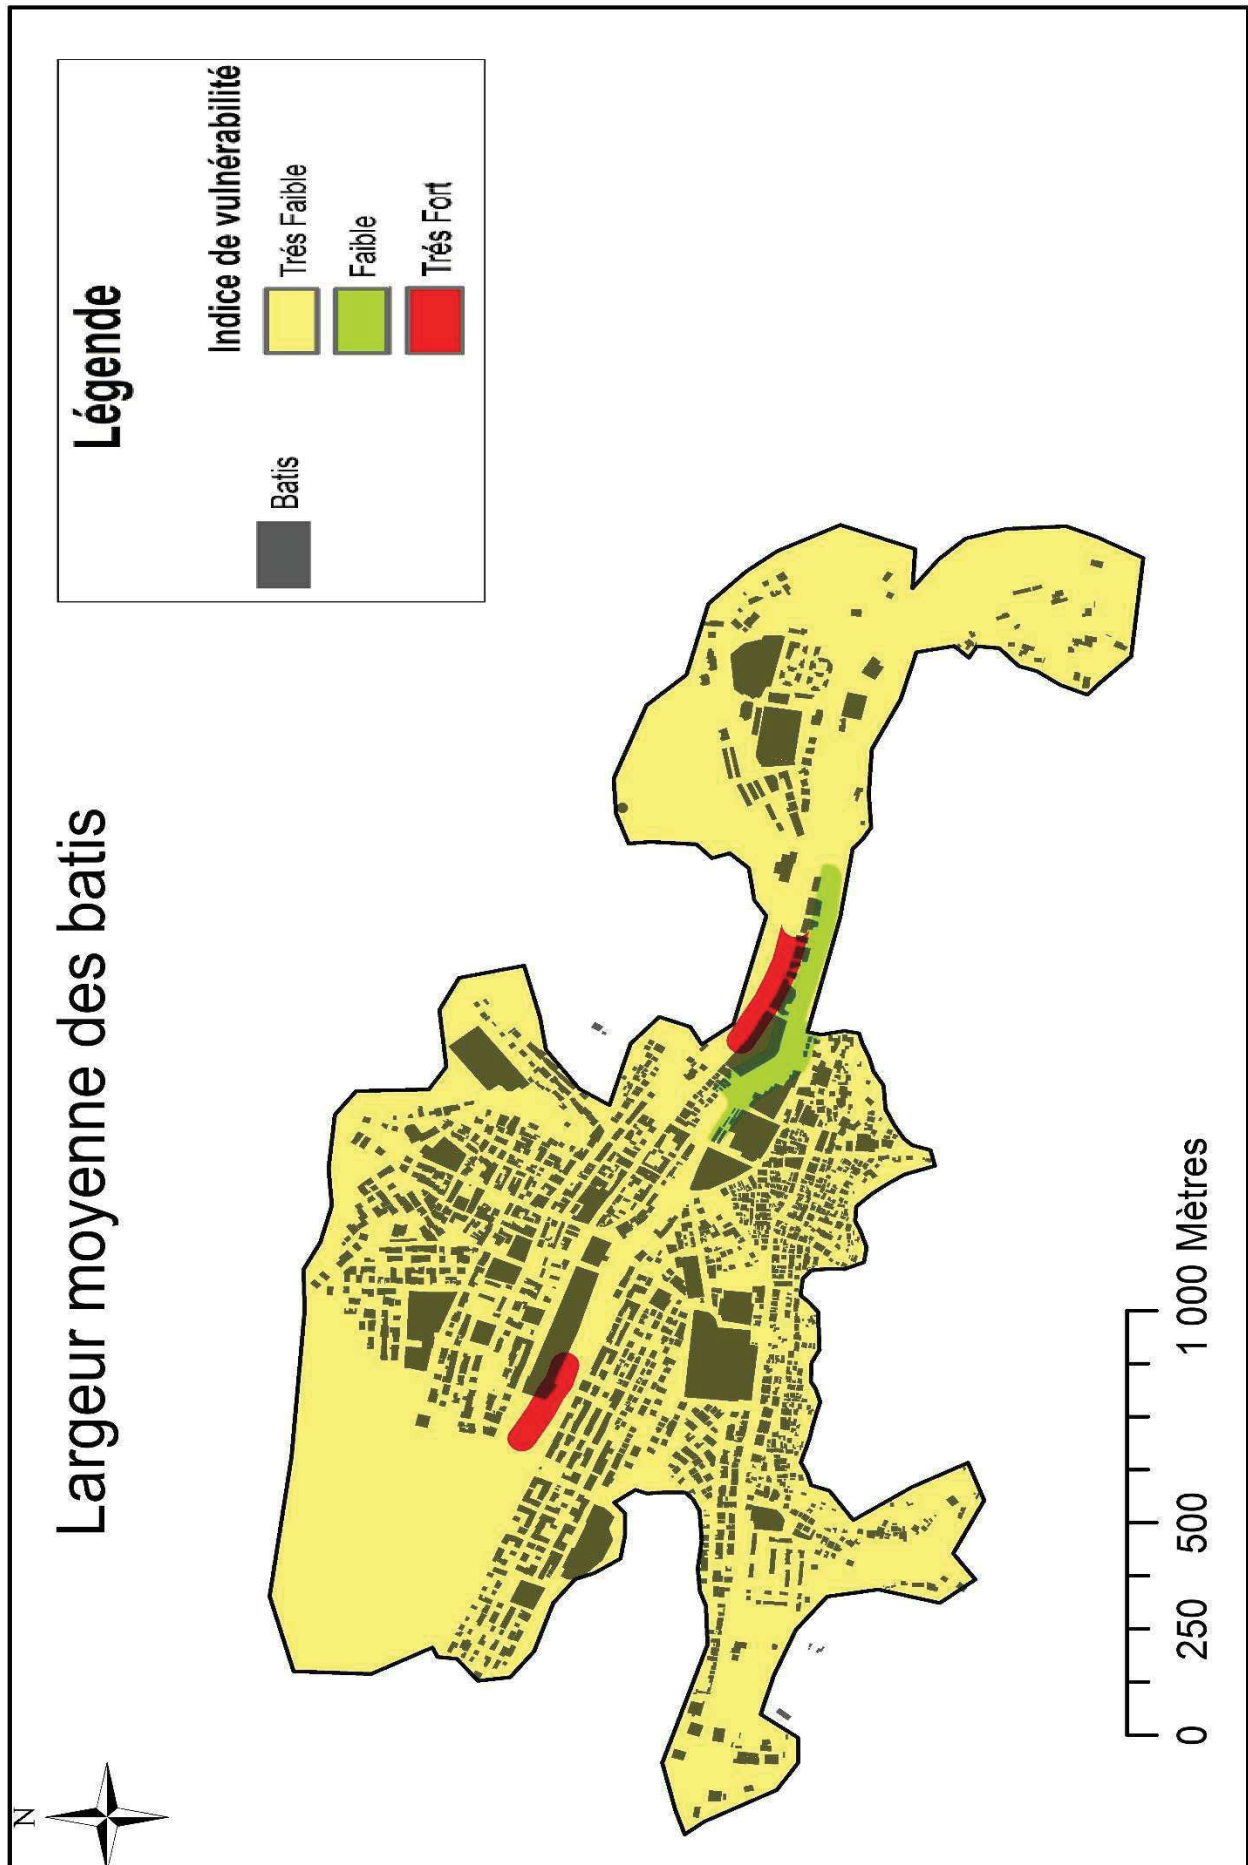 Largeur moyenne des batis
Légende
Batis
Indice de vulnérabilité
Trés Faible
Faible
Trés Fort
N
0 250 500 1 000 Mètres